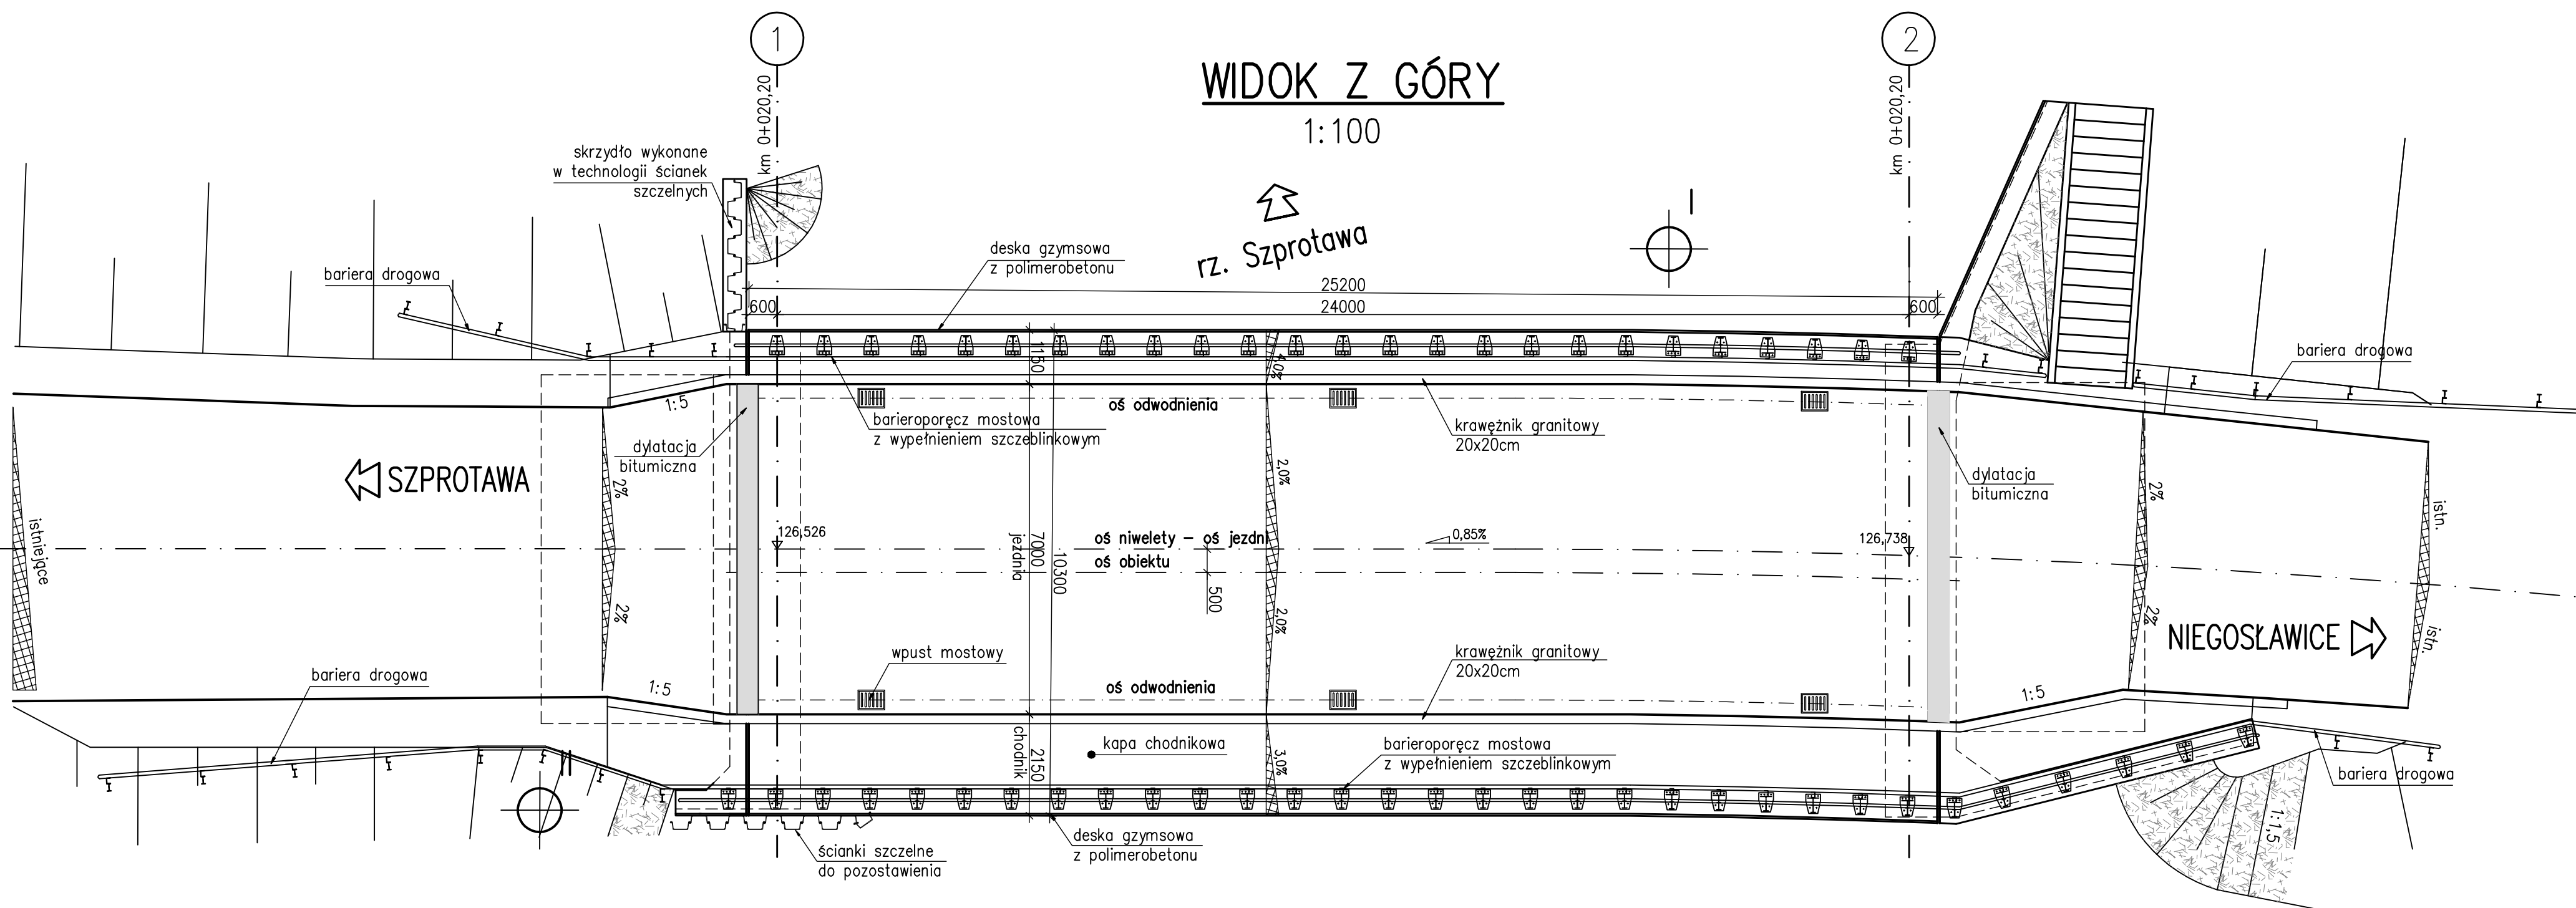 1
2
km 0+020,20
km 0+020,20
WIDOK Z GÓRY
1:100
skrzydło wykonane
w technologii ścianek
szczelnych
rz. Szprotawa
I
bariera drogowa
deska gzymsowa
z polimerobetonu
25200
600
24000
600
bariera drogowa
1150
4,0%
1:5
oś odwodnienia
barieroporęcz mostowa
z wypełnieniem szczeblinkowym
krawężnik granitowy
20x20cm
dylatacja
bitumiczna
dylatacja
bitumiczna
SZPROTAWA
2%
2,0%
2%
istn.
istniejące
126,526
oś niwelety – oś jezdni
oś obiektu
0,85%
126,738
7000
jezdnia
10300
500
2%
2,0%
2%
istn.
NIEGOSŁAWICE
wpust mostowy
krawężnik granitowy
20x20cm
bariera drogowa
1:5
oś odwodnienia
1:5
chodnik
2150
kapa chodnikowa
3,0%
barieroporęcz mostowa
z wypełnieniem szczeblinkowym
bariera drogowa
II
1:1,5
deska gzymsowa
z polimerobetonu
ścianki szczelne
do pozostawienia